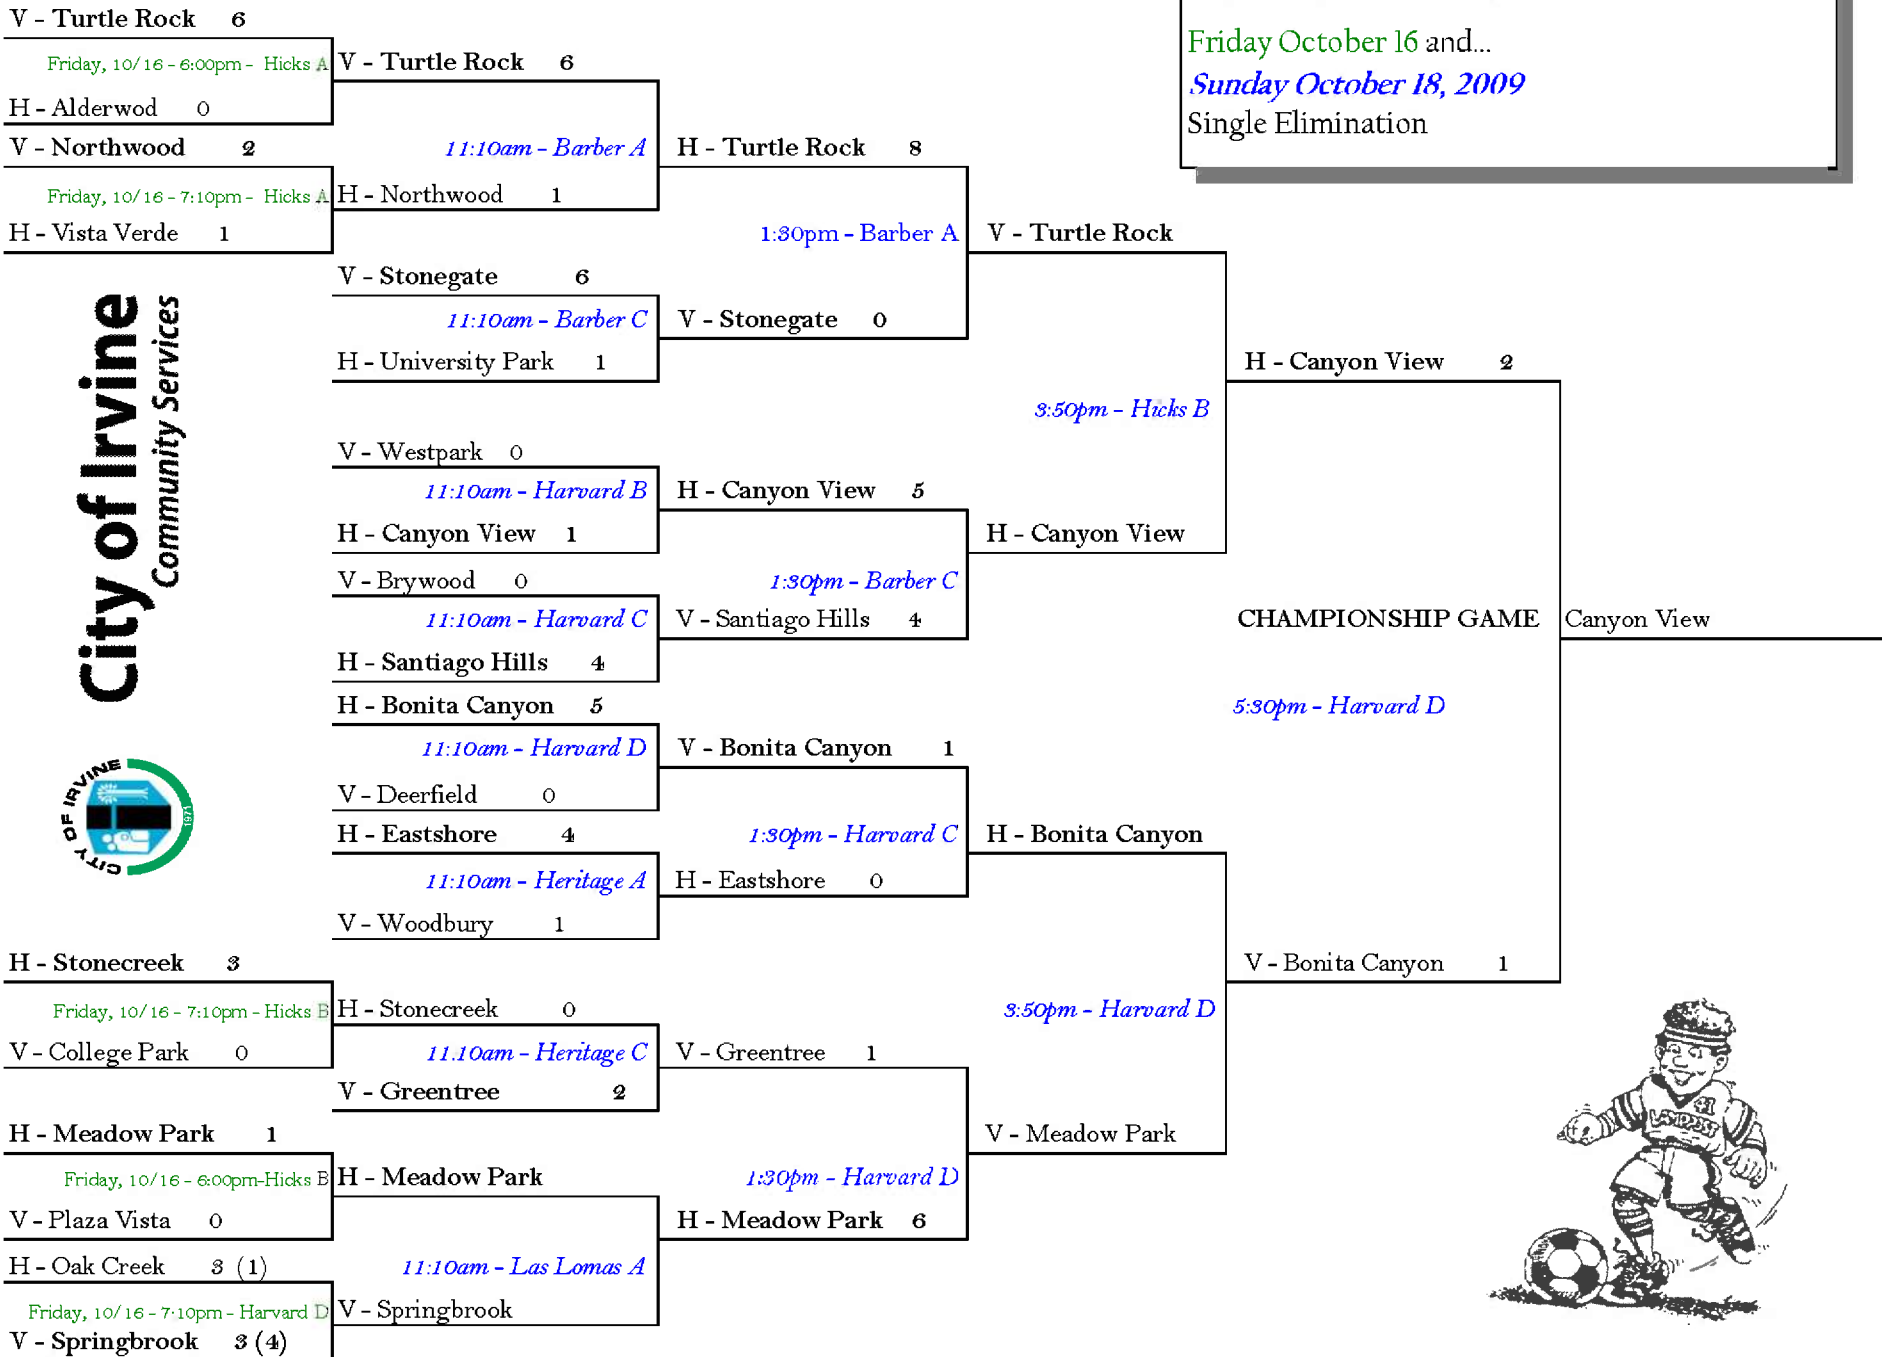 V - Turtle Rock 6
Friday, 10/16 - 6:00pm - Hicks A
H - Alderwod 0
V - Northwood 2
Friday, 10/16 - 7:10pm - Hicks A
H - Vista Verde 1
V - Turtle Rock 6
11:10am - Barber A
H - Northwood 1
V - Stonegate 6
11:10am - Barber C
H - University Park 1
V - Westpark 0
11:10am - Harvard B
H - Canyon View 1
V - Brywood 0
11:10am - Harvard C
H - Santiago Hills 4
H - Bonita Canyon 5
11:10am - Harvard D
V - Deerfield 0
H - Eastshore 4
11:10am - Heritage A
V - Woodbury 1
H - Stonecreek 3
Friday, 10/16 - 7:10pm - Hicks B
V - College Park 0
H - Stonecreek 0
11.10am - Heritage C
V - Greentree 2
H - Meadow Park 1
Friday, 10/16 - 6:00pm-Hicks B
V - Plaza Vista 0
H - Oak Creek 3 (1)
Friday, 10/16 - 7:10pm - Harvard D
V - Springbrook 3 (4)
H - Meadow Park
11:10am - Las Lomas A
V - Springbrook
H - Turtle Rock 8
1:30pm - Barber A
V - Stonegate 0
H - Canyon View 5
1:30pm - Barber C
V - Santiago Hills 4
V - Bonita Canyon 1
1:30pm - Harvard C
H - Eastshore 0
V - Greentree 1
1:30pm - Harvard D
H - Meadow Park 6
V - Turtle Rock
3:50pm - Hicks B
H - Canyon View
H - Bonita Canyon
3:50pm - Harvard D
V - Meadow Park
H - Canyon View 2
CHAMPIONSHIP GAME
5:30pm - Harvard D
V - Bonita Canyon 1
Canyon View
Friday October 16 and...
Sunday October 18, 2009
Single Elimination
City of Irvine
Community Services
CITY OF IRVINE
1971
41